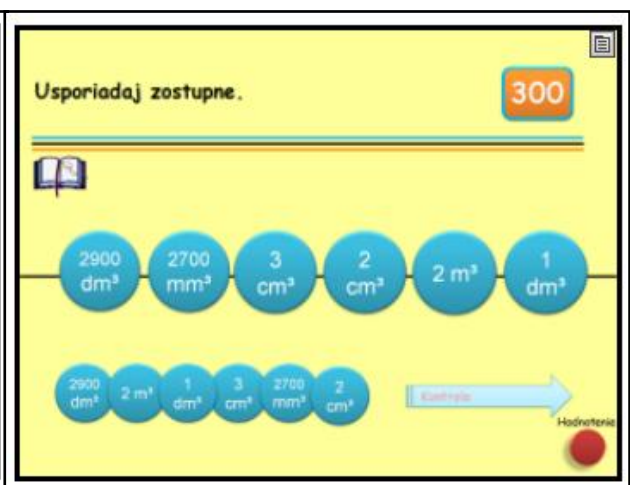 Usporiadaj zostupne.
300
2900 dm³
2700 mm³
3 cm³
2 cm³
2 m³
1 dm³
2900 dm³
2 m³
1 dm³
3 cm³
2700 mm³
2 cm³
Kontrola
Hodnotenie